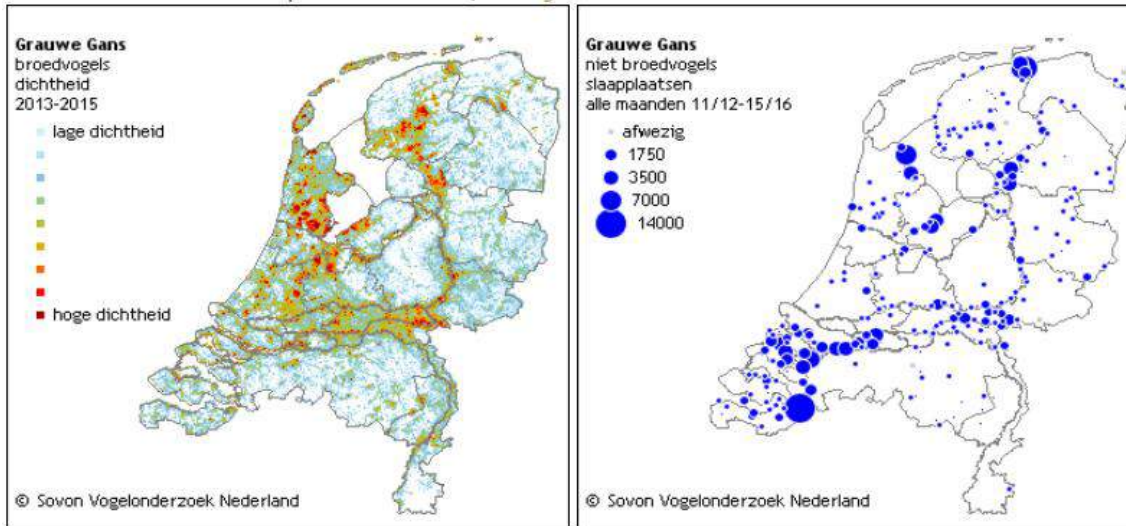 Grauwe Gans
broedvogels
dichtheid
2013-2015
lage dichtheid
hoge dichtheid
© Sovon Vogelonderzoek Nederland
Grauwe Gans
niet broedvogels
slaapplaatsen
alle maanden 11/12-15/16
afwezig
1750
3500
7000
14000
© Sovon Vogelonderzoek Nederland